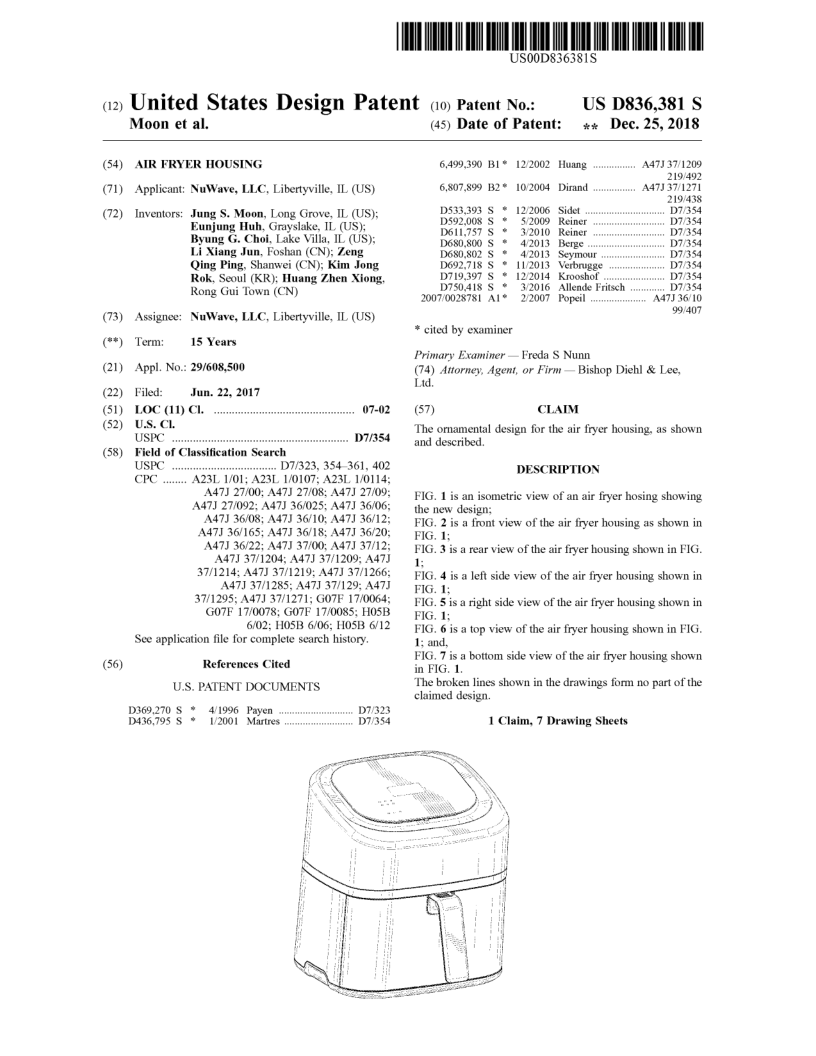 US00D836381S
(12) United States Design Patent
Moon et al.
(10) Patent No.: US D836,381 S
(45) Date of Patent: ** Dec. 25, 2018
(54) AIR FRYER HOUSING
(71) Applicant: NuWave, LLC, Libertyville, IL (US)
(72) Inventors: Jung S. Moon, Long Grove, IL (US);
Eunjung Huh, Grayslake, IL (US);
Byung G. Choi, Lake Villa, IL (US);
Li Xiang Jun, Foshan (CN); Zeng
Qing Ping, Shanwei (CN); Kim Jong
Rok, Seoul (KR); Huang Zhen Xiong,
Rong Gui Town (CN)
(73) Assignee: NuWave, LLC, Libertyville, IL (US)
(**) Term: 15 Years
(21) Appl. No.: 29/608,500
(22) Filed: Jun. 22, 2017
(51) LOC (11) Cl. ............................................... 07-02
(52) U.S. Cl.
USPC ........................................................... D7/354
(58) Field of Classification Search
USPC ................................... D7/323, 354–361, 402
CPC ........ A23L 1/01; A23L 1/0107; A23L 1/0114;
A47J 27/00; A47J 27/08; A47J 27/09;
A47J 27/092; A47J 36/025; A47J 36/06;
A47J 36/08; A47J 36/10; A47J 36/12;
A47J 36/165; A47J 36/18; A47J 36/20;
A47J 36/22; A47J 37/00; A47J 37/12;
A47J 37/1204; A47J 37/1209; A47J
37/1214; A47J 37/1219; A47J 37/1266;
A47J 37/1285; A47J 37/129; A47J
37/1295; A47J 37/1271; G07F 17/0064;
G07F 17/0078; G07F 17/0085; H05B
6/02; H05B 6/06; H05B 6/12
See application file for complete search history.
(56) References Cited
U.S. PATENT DOCUMENTS
D369,270 S * 4/1996 Payen ............................ D7/323
D436,795 S * 1/2001 Martres .......................... D7/354
6,499,390 B1 * 12/2002 Huang ................ A47J 37/1209
219/492
6,807,899 B2 * 10/2004 Dirand ................ A47J 37/1271
219/438
D533,393 S * 12/2006 Sidet .............................. D7/354
D592,008 S * 5/2009 Reiner ........................... D7/354
D611,757 S * 3/2010 Reiner ........................... D7/354
D680,800 S * 4/2013 Berge ............................. D7/354
D680,802 S * 4/2013 Seymour ........................ D7/354
D692,718 S * 11/2013 Verbrugge ..................... D7/354
D719,397 S * 12/2014 Krooshof ....................... D7/354
D750,418 S * 3/2016 Allende Fritsch ............. D7/354
2007/0028781 A1 * 2/2007 Popeil ..................... A47J 36/10
99/407
* cited by examiner
Primary Examiner — Freda S Nunn
(74) Attorney, Agent, or Firm — Bishop Diehl & Lee,
Ltd.
(57) CLAIM
The ornamental design for the air fryer housing, as shown
and described.
DESCRIPTION
FIG. 1 is an isometric view of an air fryer hosing showing
the new design;
FIG. 2 is a front view of the air fryer housing as shown in
FIG. 1;
FIG. 3 is a rear view of the air fryer housing shown in FIG.
1;
FIG. 4 is a left side view of the air fryer housing shown in
FIG. 1;
FIG. 5 is a right side view of the air fryer housing shown in
FIG. 1;
FIG. 6 is a top view of the air fryer housing shown in FIG.
1; and,
FIG. 7 is a bottom side view of the air fryer housing shown
in FIG. 1.
The broken lines shown in the drawings form no part of the
claimed design.
1 Claim, 7 Drawing Sheets